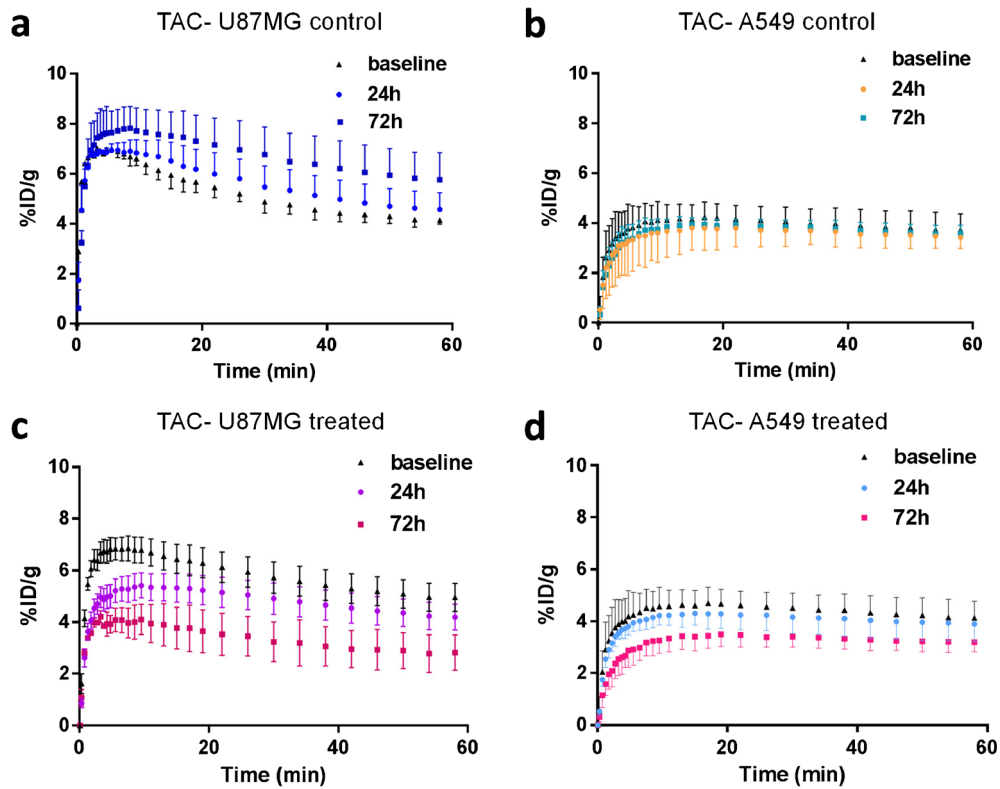 a
TAC- U87MG control
baseline
24h
72h
%ID/g
10
8
6
4
2
0
0 20 40 60
Time (min)
b
TAC- A549 control
baseline
24h
72h
%ID/g
10
8
6
4
2
0
0 20 40 60
Time (min)
c
TAC- U87MG treated
baseline
24h
72h
%ID/g
10
8
6
4
2
0
0 20 40 60
Time (min)
d
TAC- A549 treated
baseline
24h
72h
%ID/g
10
8
6
4
2
0
0 20 40 60
Time (min)